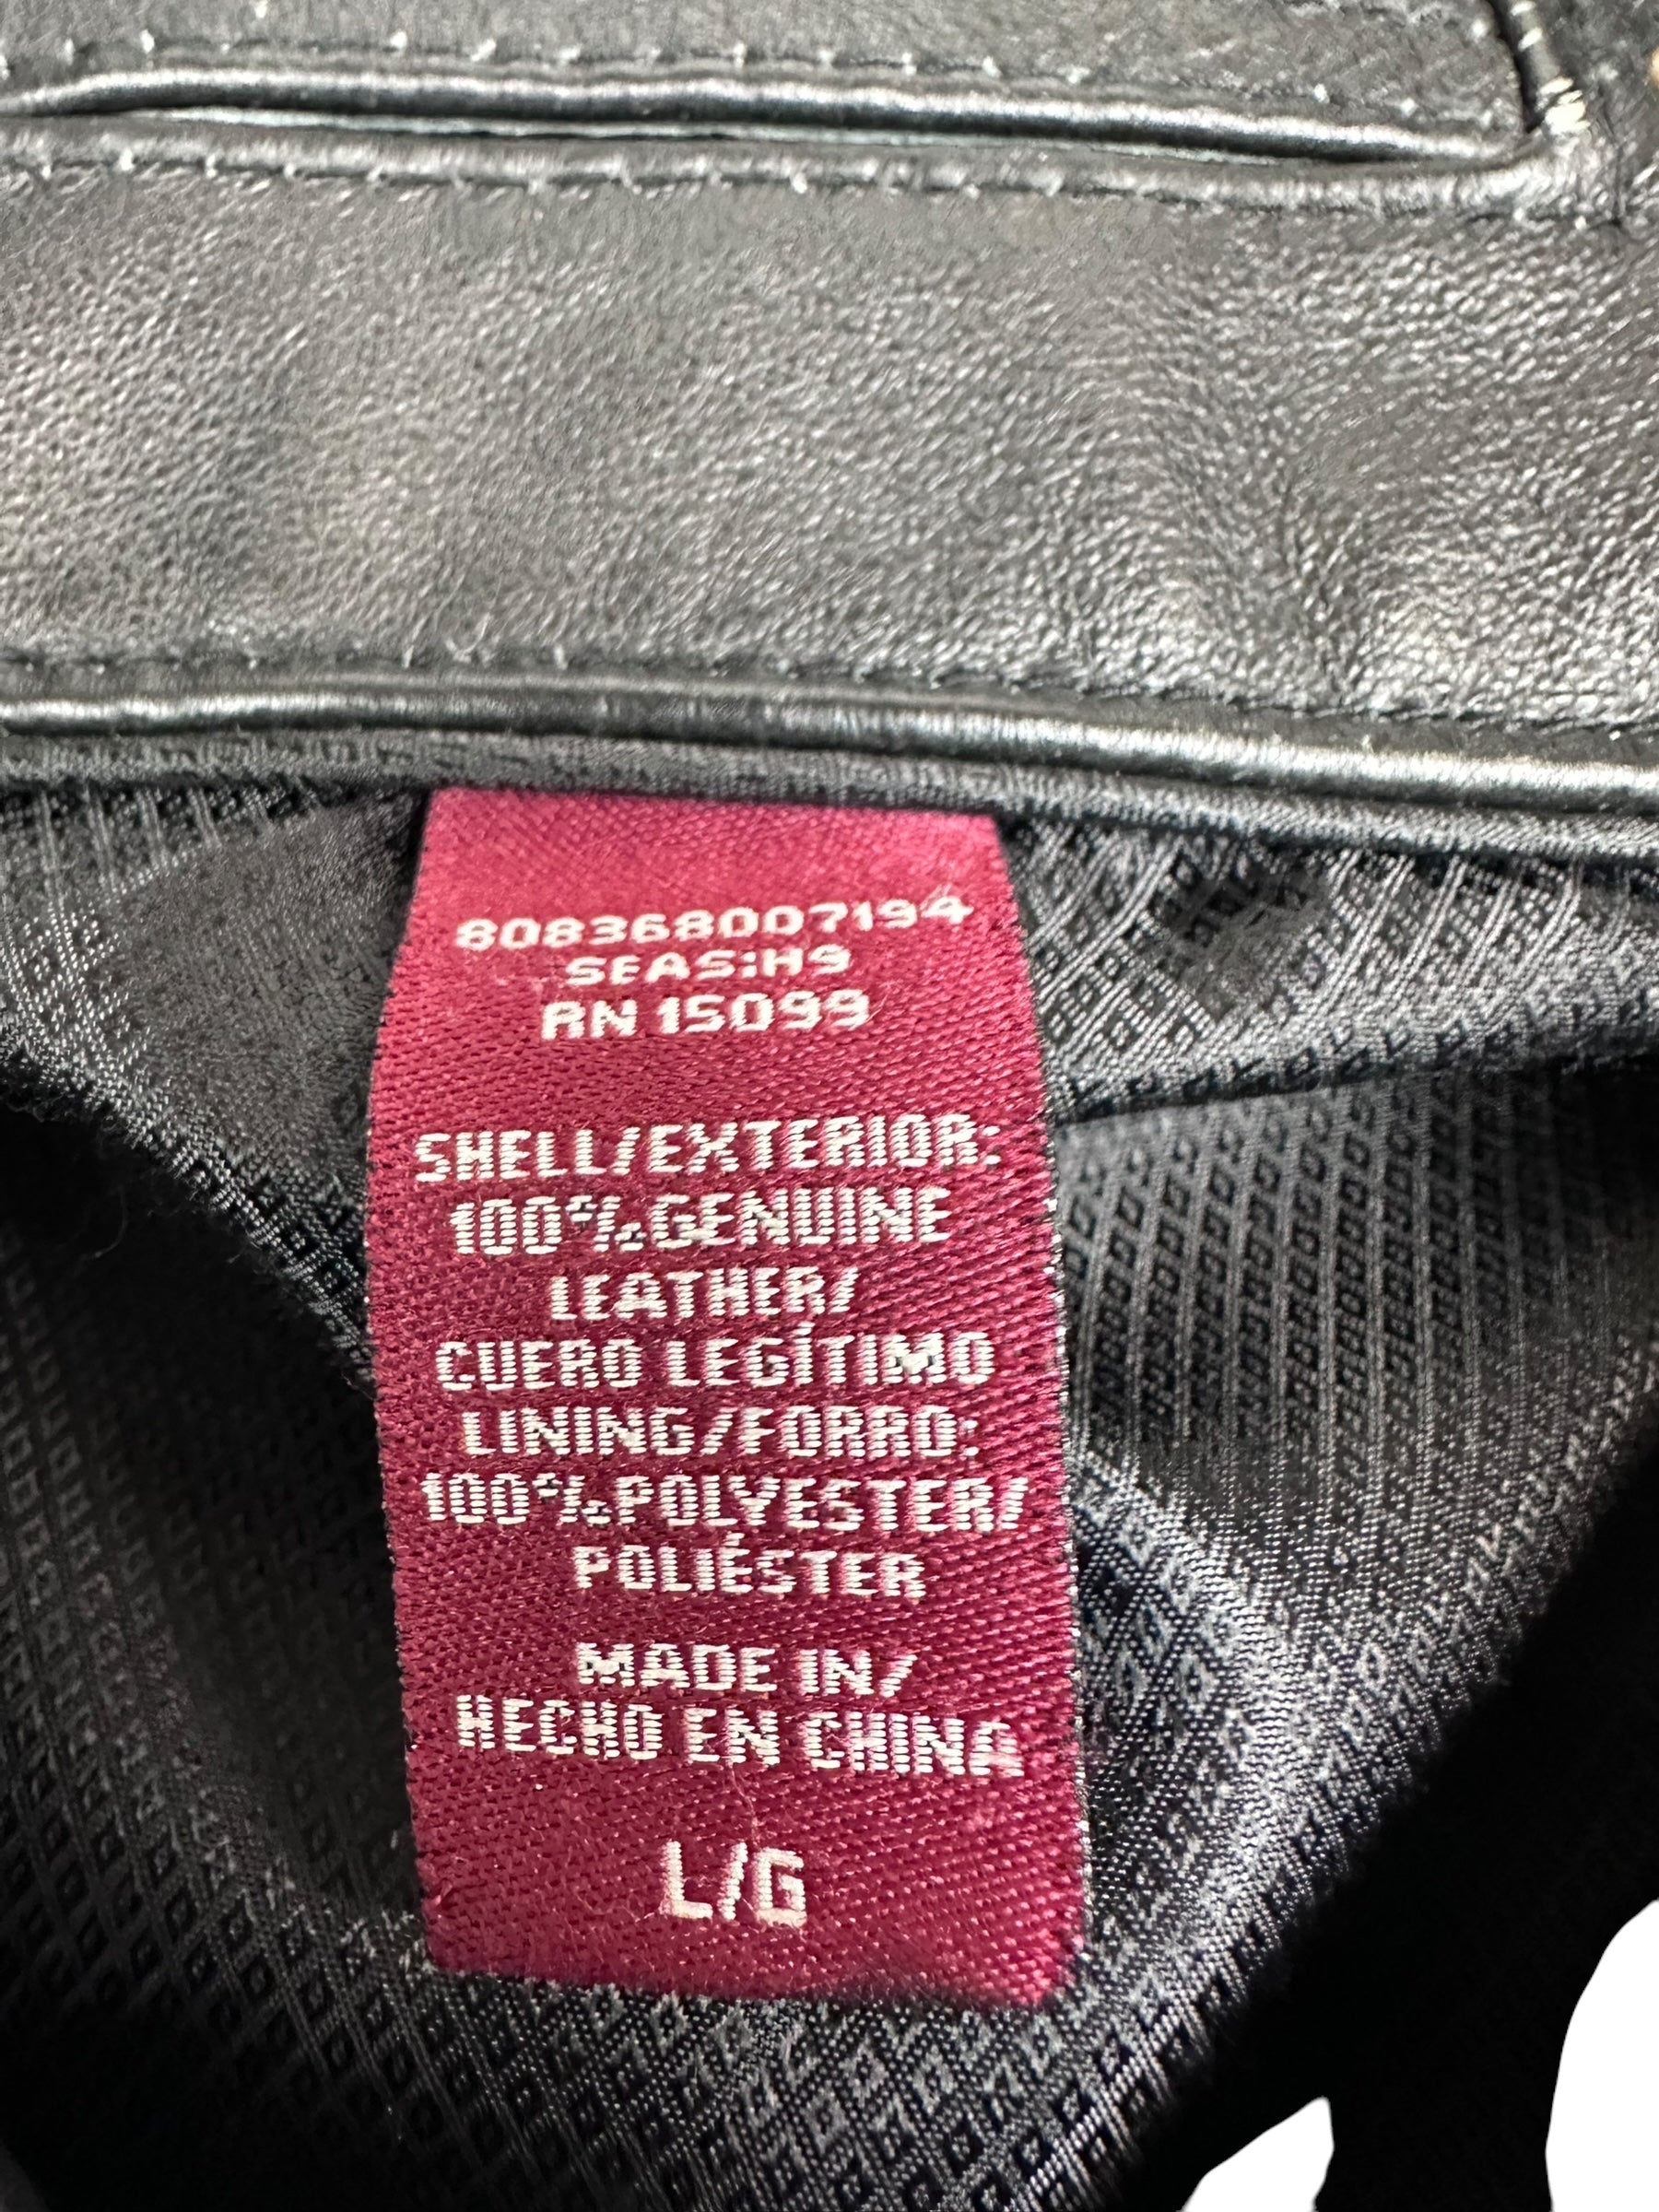 808368007194
SEAS:H9
RN 15099
SHELL/EXTERIOR:
100%GENUINE
LEATHER/
CUERO LEGÍTIMO
LINING/FORRO:
100%POLYESTER/
POLIÉSTER
MADE IN/
HECHO EN CHINA
L/G